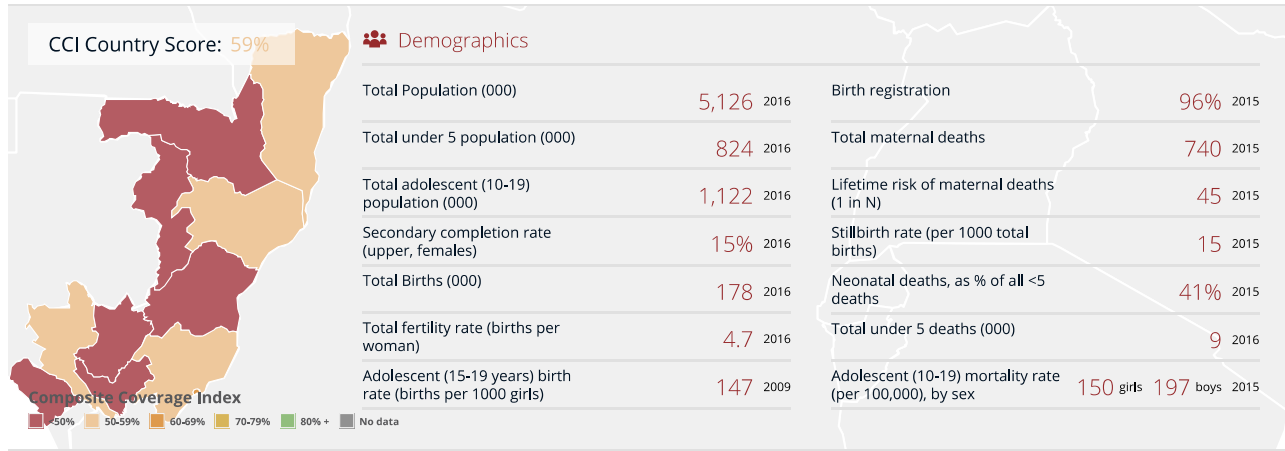 CCI Country Score: 59%
Demographics
Total Population (000)
5,126 2016
Total under 5 population (000)
824 2016
Total adolescent (10-19)
population (000)
1,122 2016
Secondary completion rate
(upper, females)
15% 2016
Total Births (000)
178 2016
Total fertility rate (births per
woman)
4.7 2016
Adolescent (15-19 years) birth
rate (births per 1000 girls)
147 2009
Birth registration
96% 2015
Total maternal deaths
740 2015
Lifetime risk of maternal deaths
(1 in N)
45 2015
Stillbirth rate (per 1000 total
births)
15 2015
Neonatal deaths, as % of all <5
deaths
41% 2015
Total under 5 deaths (000)
9 2016
Adolescent (10-19) mortality rate
(per 100,000), by sex
150 girls 197 boys 2015
Composite Coverage Index
<50% 50-59% 60-69% 70-79% 80% + No data